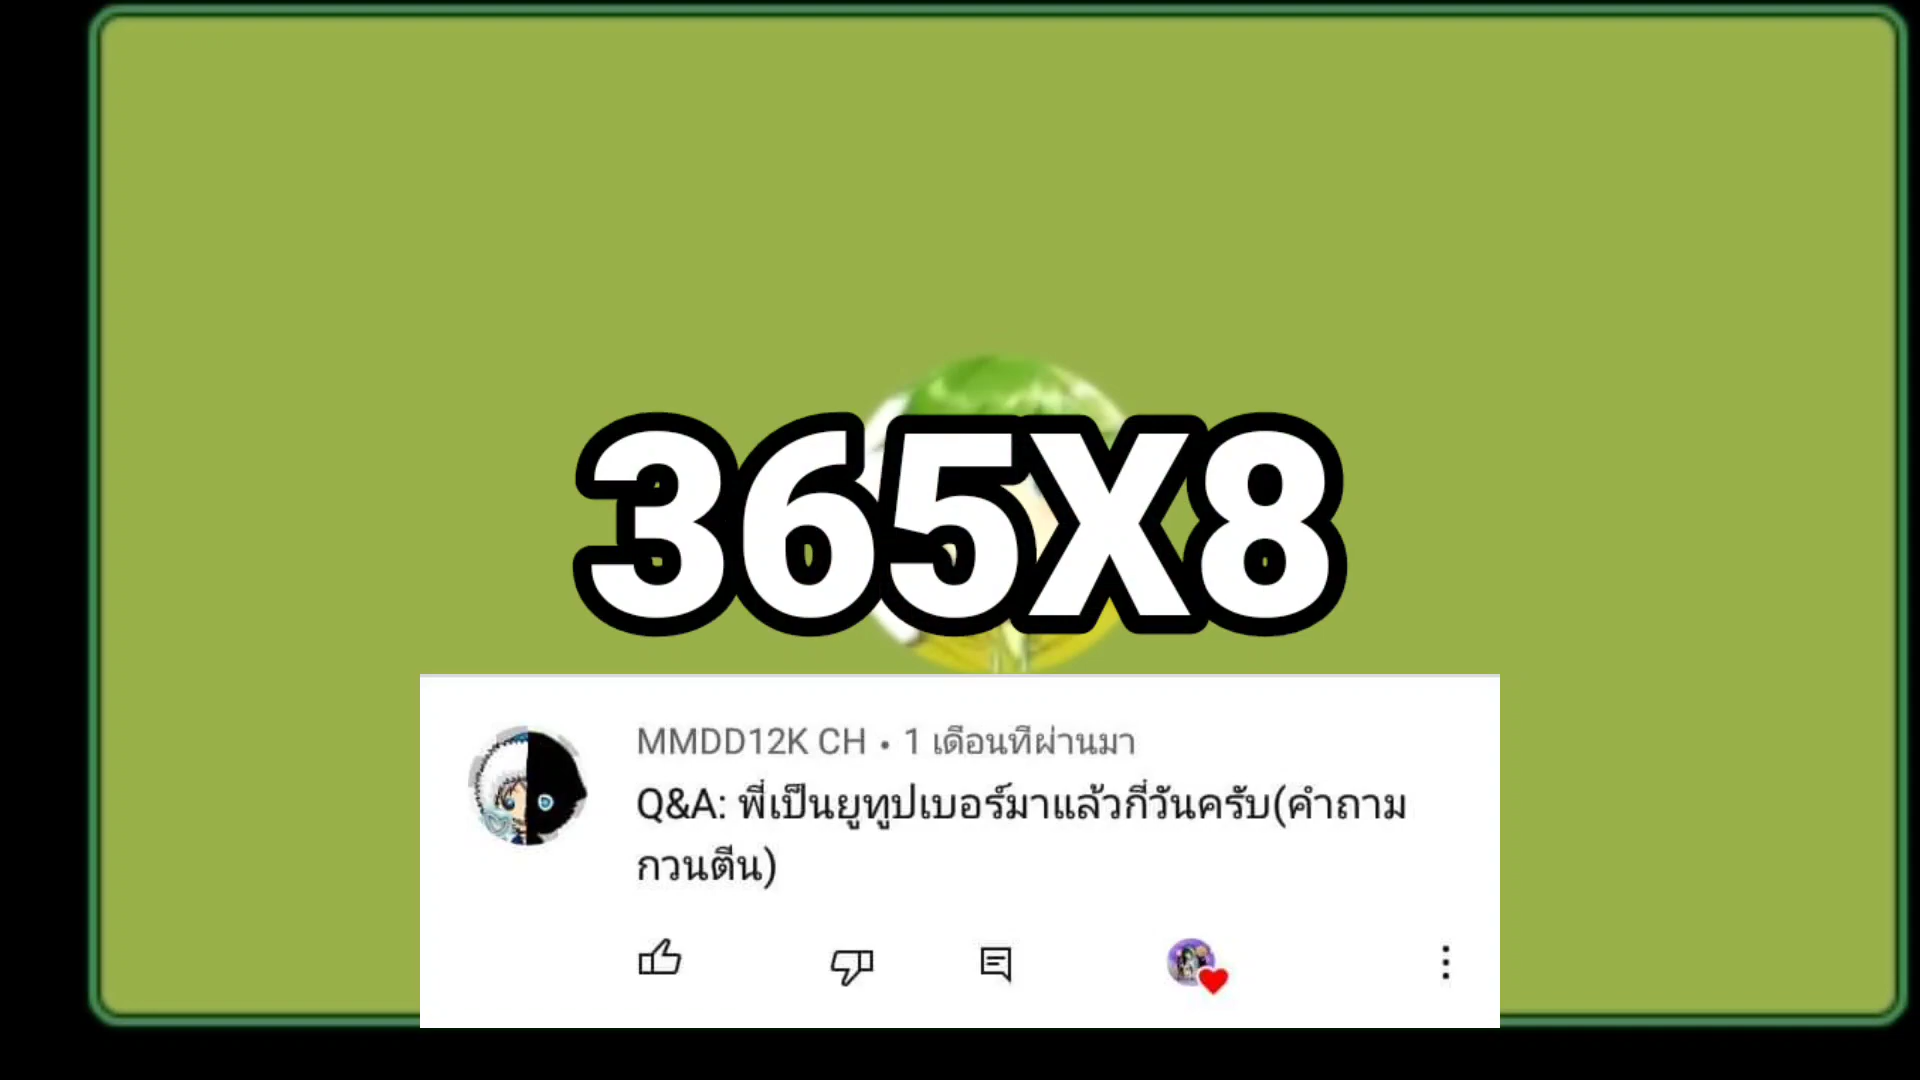 365X8
MMDD12K CH • 1 เดือนที่ผ่านมา
Q&A: พี่เป็นยูทูปเบอร์มาแล้วกี่วันครับ(คำถาม
กวนตีน)